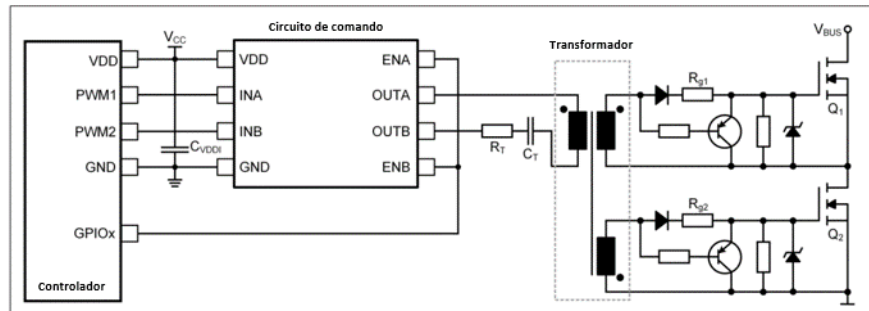 Circuito de comando
Controlador
VDD
PWM1
PWM2
GND
GPIOx
VCC
CVDDI
VDD
INA
INB
GND
ENA
OUTA
OUTB
ENB
RT
CT
Transformador
VBUS
Rg1
Q1
Rg2
Q2